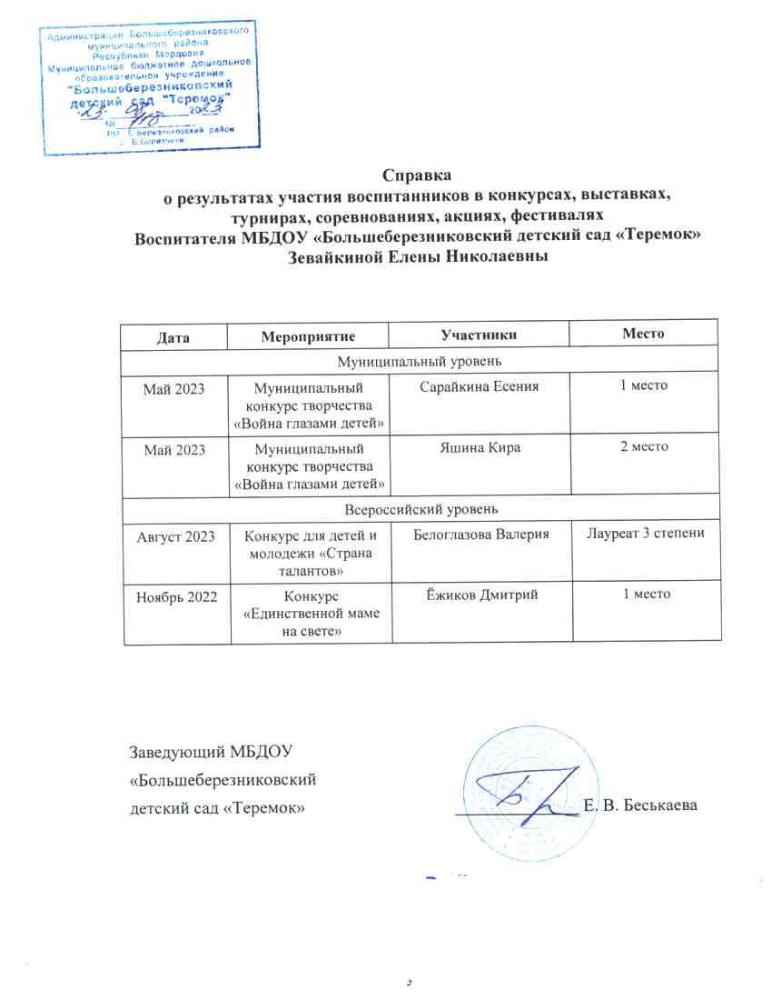 Администрация Большеберезниковского
муниципального района
Республики Мордовия
Муниципальное бюджетное дошкольное
образовательное учреждение
"Большеберезниковский
детский сад "Теремок"
23. 08 2023
№ 118
РМ Б.Березниковский район
с. Б.Березники
Справка
о результатах участия воспитанников в конкурсах, выставках,
турнирах, соревнованиях, акциях, фестивалях
Воспитателя МБДОУ «Большеберезниковский детский сад «Теремок»
Зевайкиной Елены Николаевны
Дата Мероприятие Участники Место
Муниципальный уровень
Май 2023 Муниципальный Сарайкина Есения 1 место
конкурс творчества
«Война глазами детей»
Май 2023 Муниципальный Яшина Кира 2 место
конкурс творчества
«Война глазами детей»
Всероссийский уровень
Август 2023 Конкурс для детей и Белоглазова Валерия Лауреат 3 степени
молодежи «Страна
талантов»
Ноябрь 2022 Конкурс Ёжиков Дмитрий 1 место
«Единственной маме
на свете»
Заведующий МБДОУ
«Большеберезниковский
детский сад «Теремок» Е. В. Беськаева